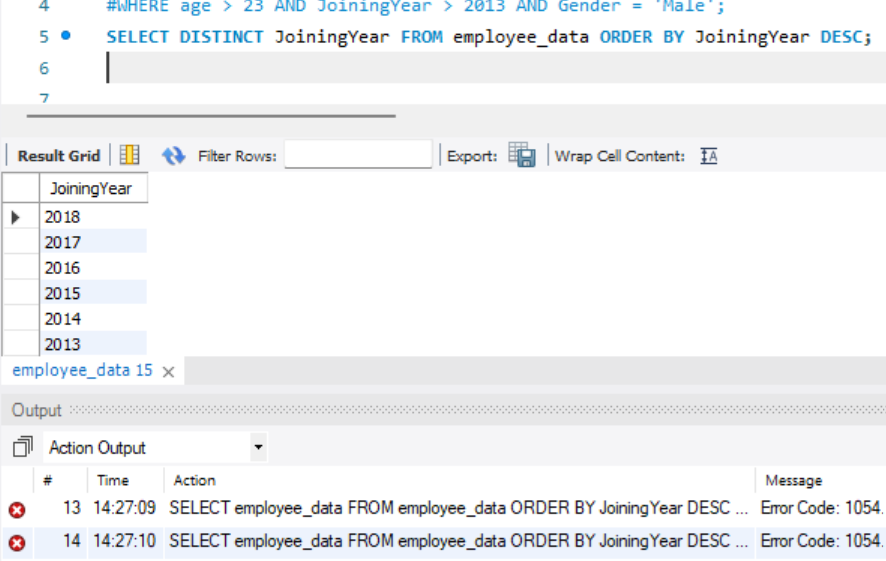 4 #WHERE age > 23 AND JoiningYear > 2013 AND Gender = 'Male';
5 SELECT DISTINCT JoiningYear FROM employee_data ORDER BY JoiningYear DESC;
6
7
Result Grid Filter Rows: Export: Wrap Cell Content: IA
JoiningYear
2018
2017
2016
2015
2014
2013
employee_data 15
Output
Action Output
# Time Action Message
13 14:27:09 SELECT employee_data FROM employee_data ORDER BY JoiningYear DESC ... Error Code: 1054.
14 14:27:10 SELECT employee_data FROM employee_data ORDER BY JoiningYear DESC ... Error Code: 1054.